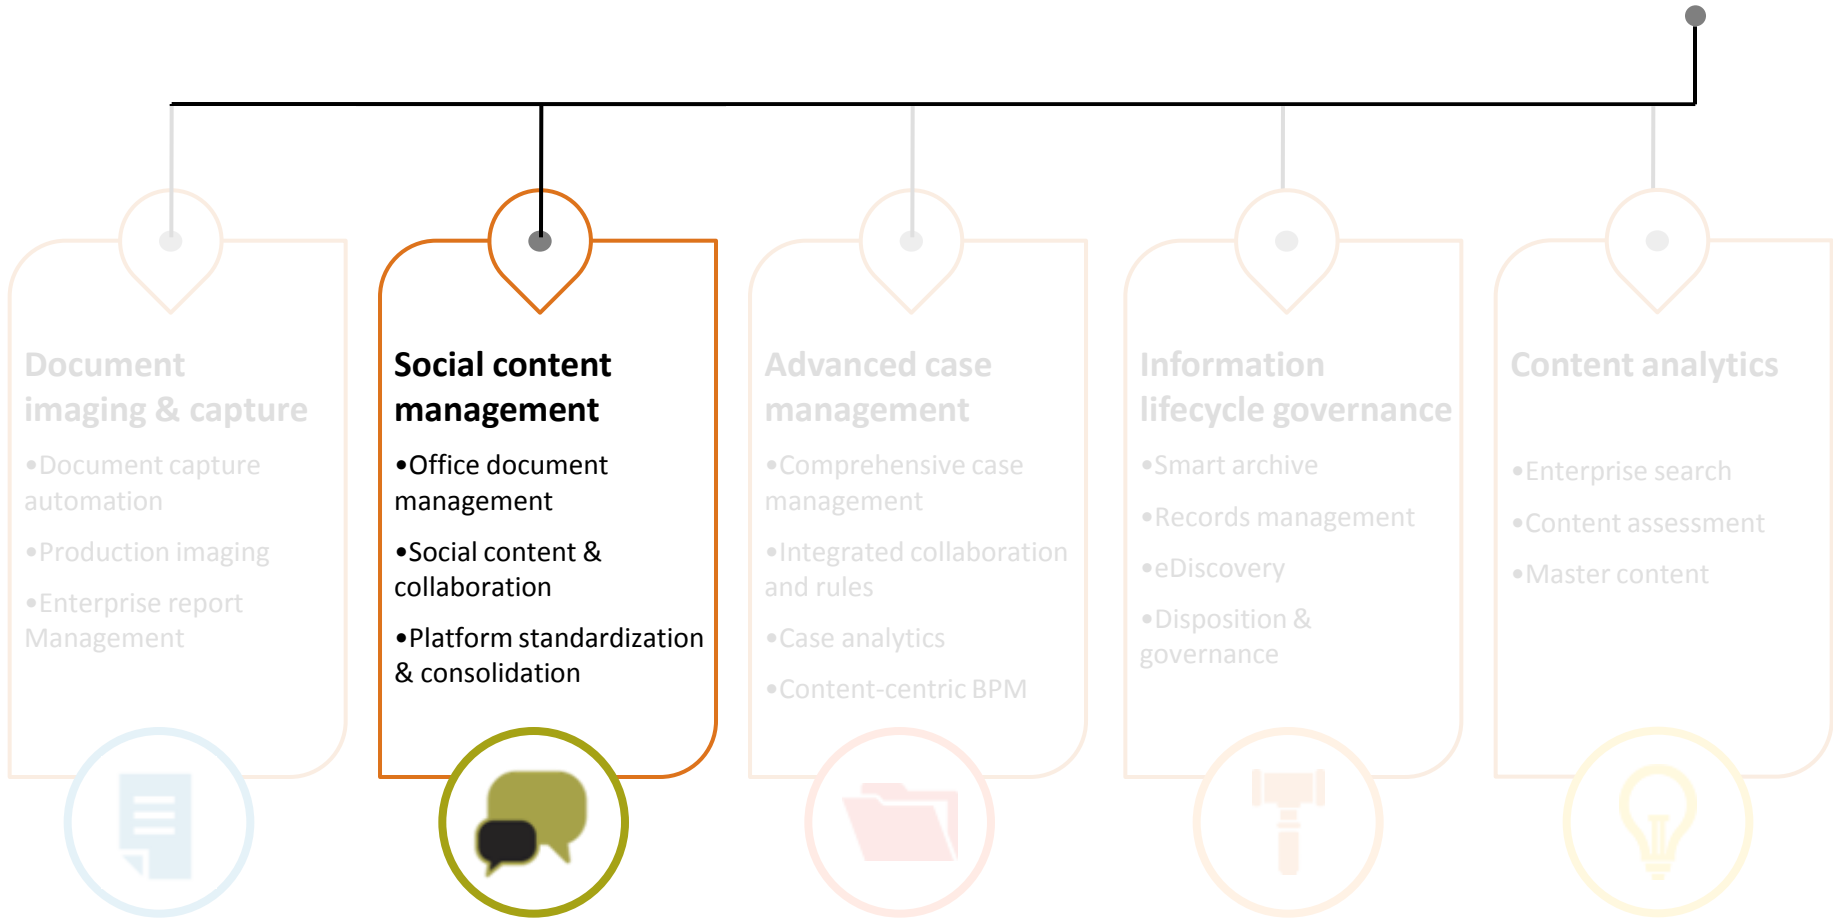 Document
imaging & capture
•Document capture
automation
•Production imaging
•Enterprise report
Management
Social content
management
•Office document
management
•Social content &
collaboration
•Platform standardization
& consolidation
Advanced case
management
•Comprehensive case
management
•Integrated collaboration
and rules
•Case analytics
•Content-centric BPM
Information
lifecycle governance
•Smart archive
•Records management
•eDiscovery
•Disposition &
governance
Content analytics
•Enterprise search
•Content assessment
•Master content